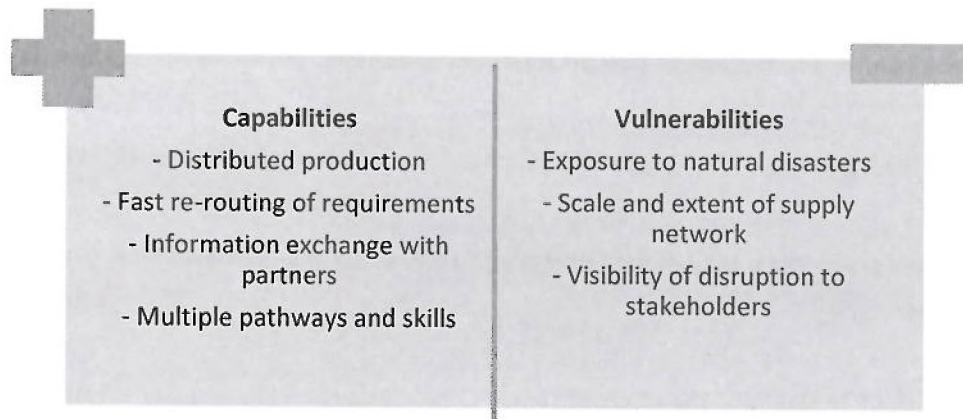 Capabilities
- Distributed production
- Fast re-routing of requirements
- Information exchange with
partners
- Multiple pathways and skills
Vulnerabilities
- Exposure to natural disasters
- Scale and extent of supply
network
- Visibility of disruption to
stakeholders